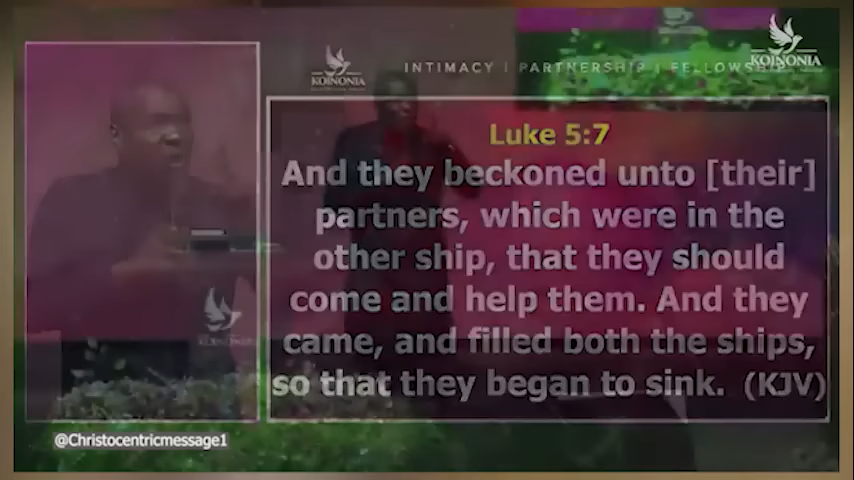 KOINONIA
KOINONIA
INTIMACY | PARTNERSHIP | FELLOWSHIP
Luke 5:7
And they beckoned unto [their]
partners, which were in the
other ship, that they should
come and help them. And they
came, and filled both the ships,
so that they began to sink. (KJV)
KOINONIA
@Christocentricmessage1